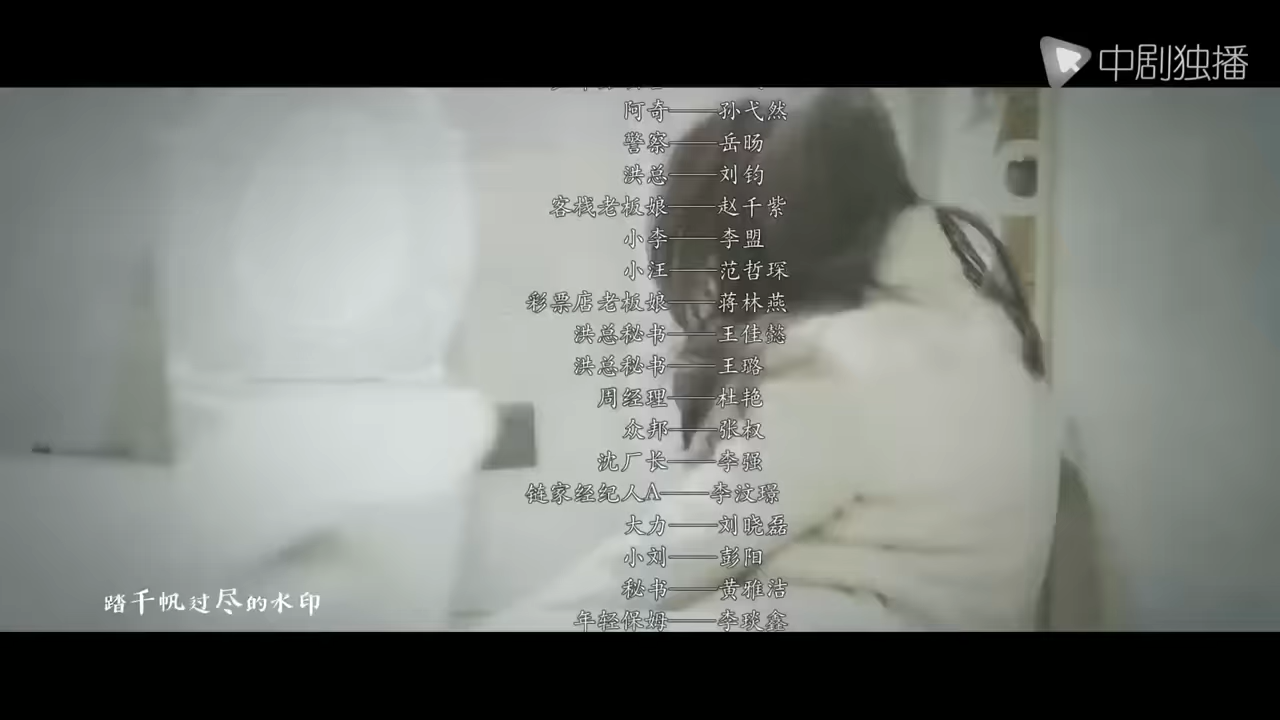 中剧独播
阿奇——孙弋然
警察——岳旸
洪总——刘钧
客栈老板娘——赵千紫
小李——李盟
小汪——范哲琛
彩票店老板娘——蒋林燕
洪总秘书——王佳懿
洪总秘书——王璐
周经理——杜艳
众邦——张权
沈厂长——李强
链家经纪人A——李汶璟
大力——刘晓磊
小刘——彭阳
秘书——黄雅洁
年轻保姆——李琰鑫
踏千帆过尽的水印